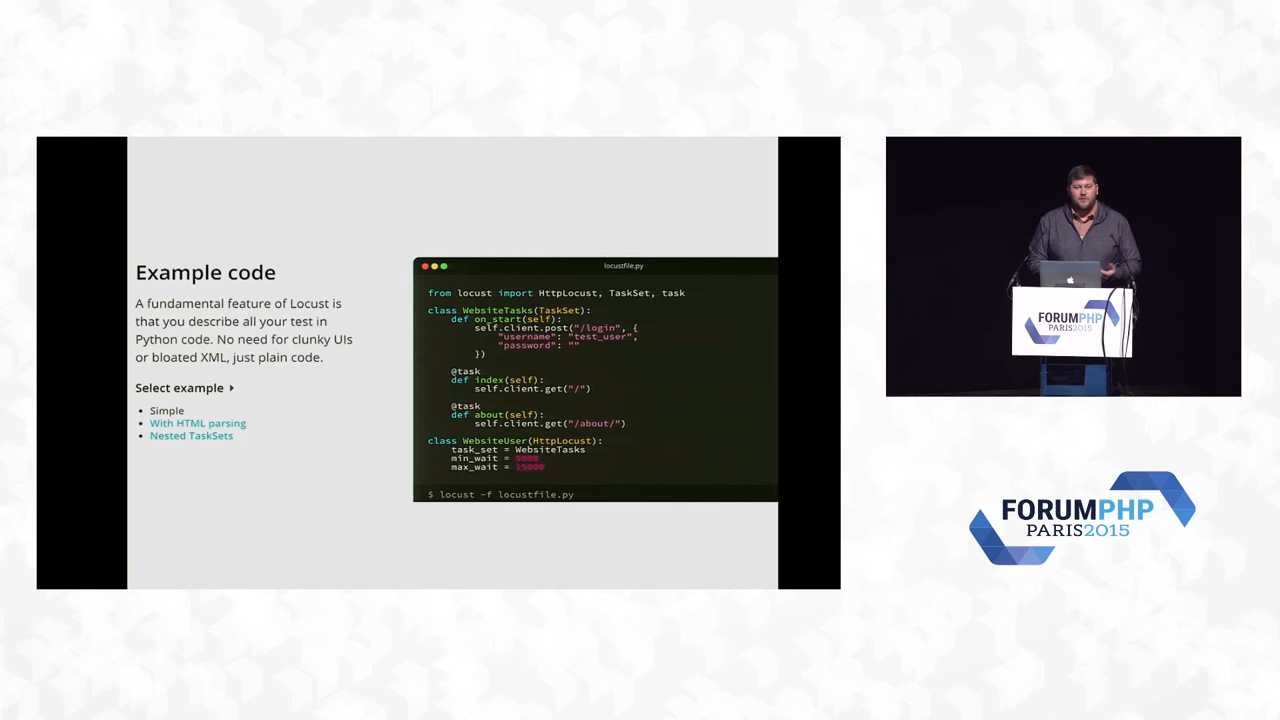 Example code
A fundamental feature of Locust is
that you describe all your test in
Python code. No need for clunky UIs
or bloated XML, just plain code.
Select example
Simple
With HTML parsing
Nested TaskSets
locustfile.py
from locust import HttpLocust, TaskSet, task
class WebsiteTasks(TaskSet):
def on_start(self):
self.client.post("/login", {
"username": "test_user",
"password": ""
})
@task
def index(self):
self.client.get("/")
@task
def about(self):
self.client.get("/about/")
class WebsiteUser(HttpLocust):
task_set = WebsiteTasks
min_wait = 5000
max_wait = 15000
$ locust -f locustfile.py
FORUMPHP
PARIS2015
FORUMPHP
PARIS2015